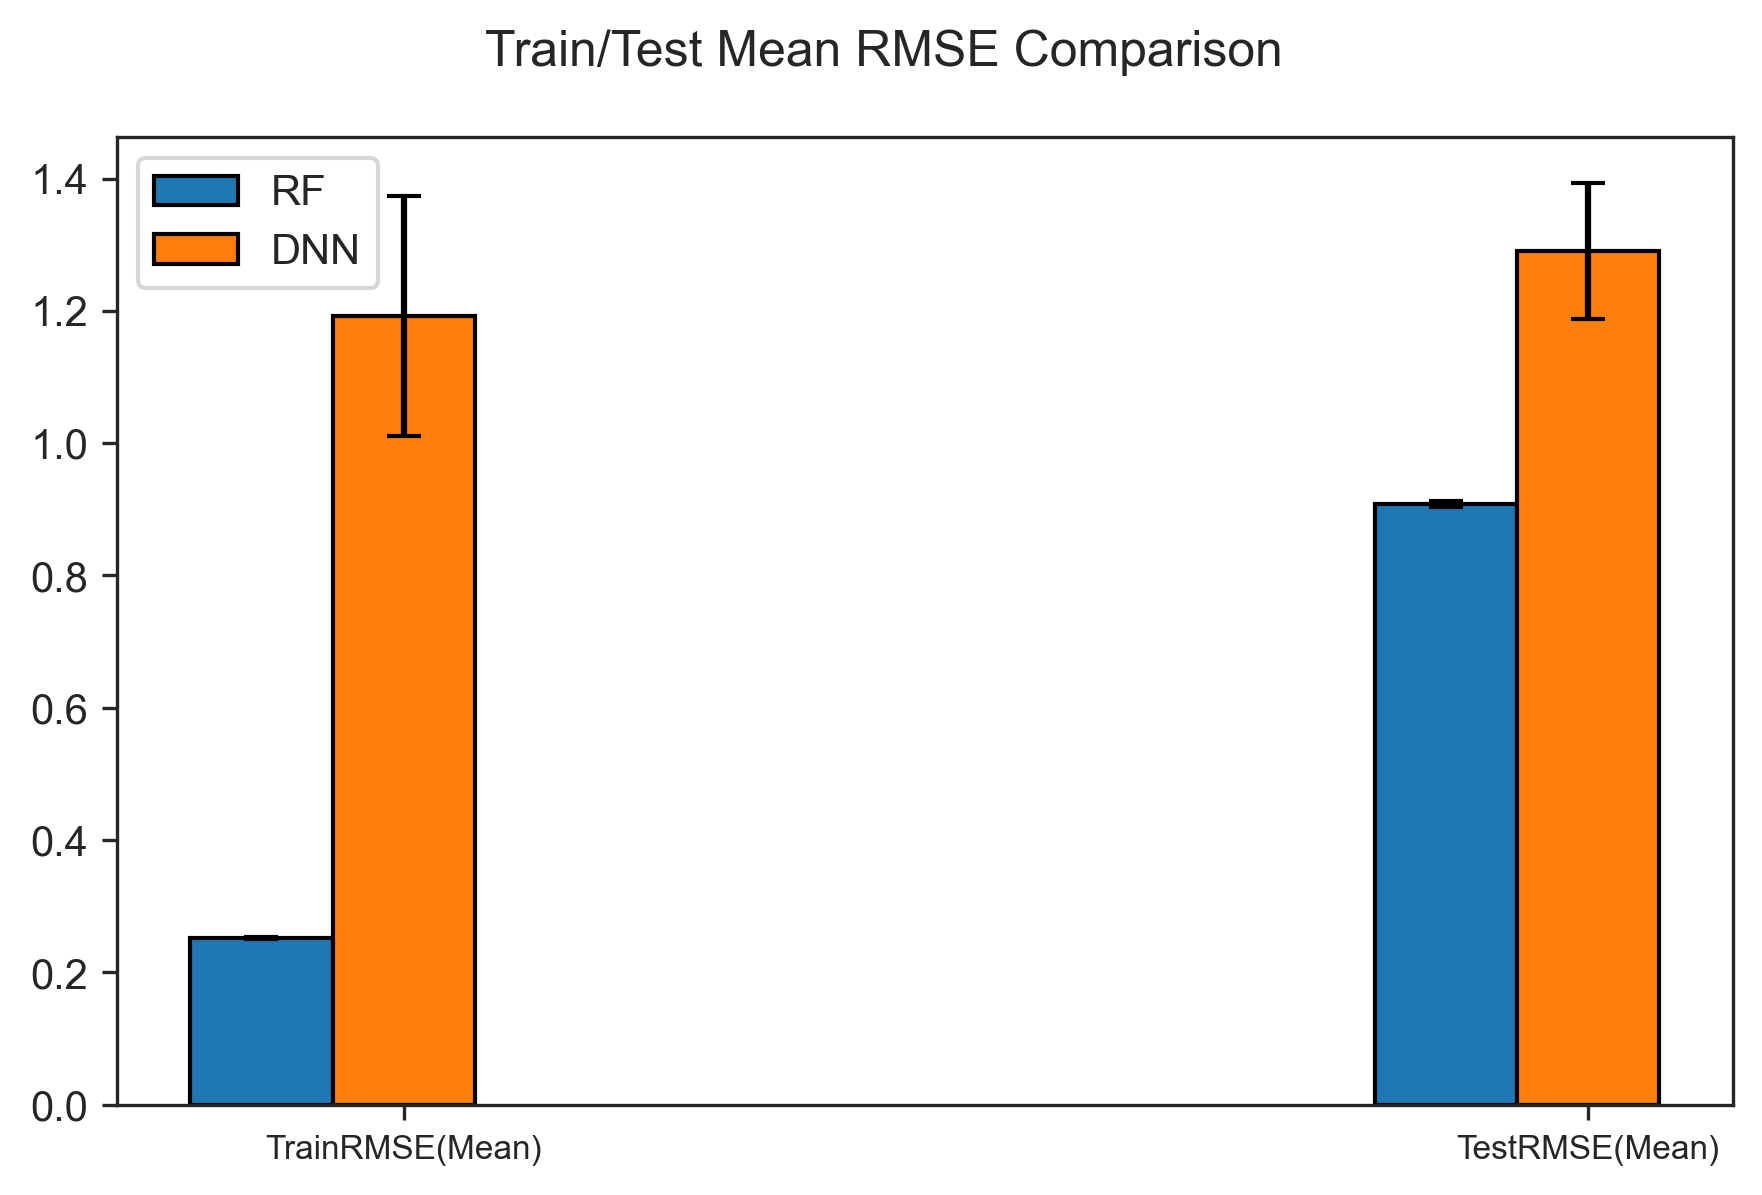 Train/Test Mean RMSE Comparison
RF
DNN
1.4
1.2
1.0
0.8
0.6
0.4
0.2
0.0
TrainRMSE(Mean)
TestRMSE(Mean)